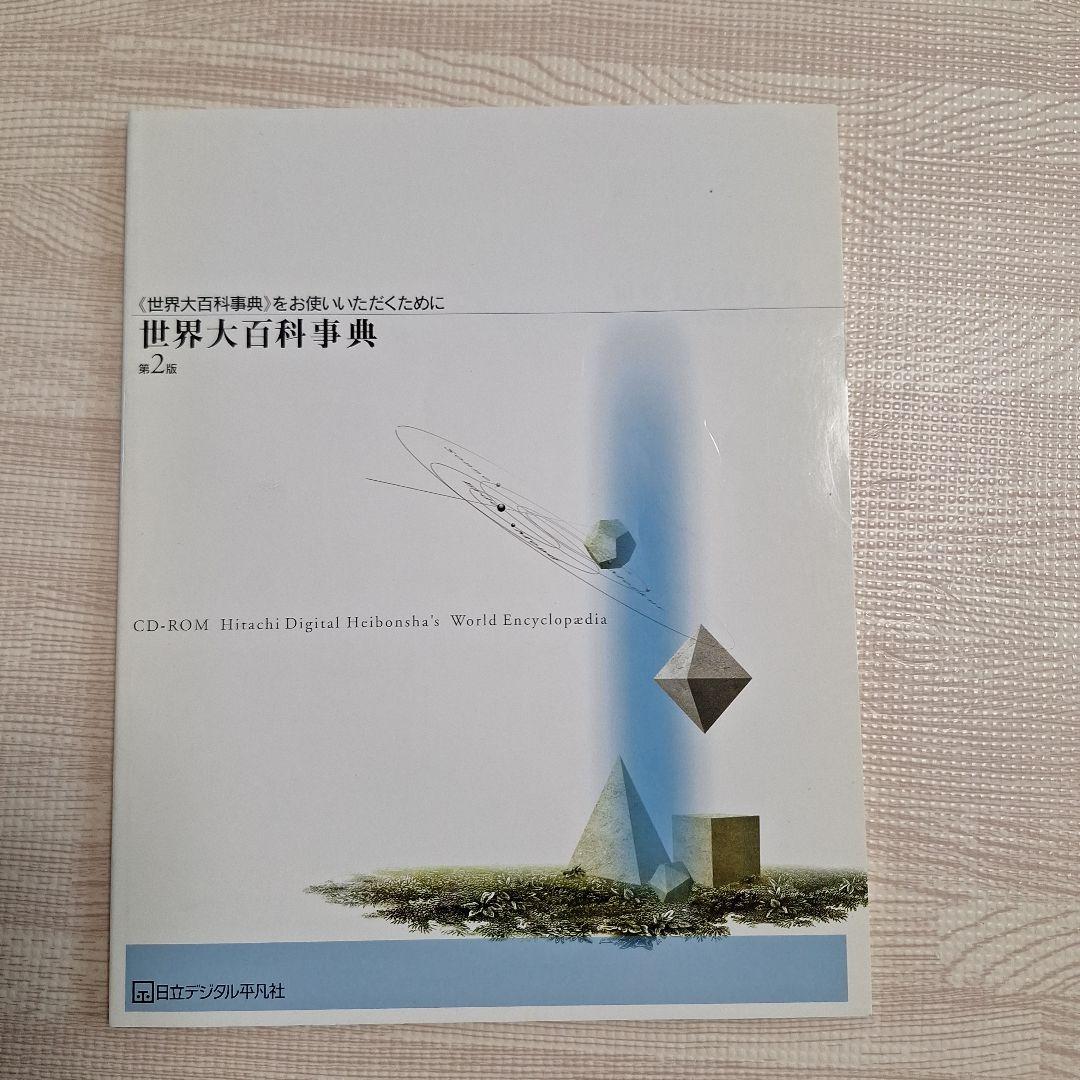 《世界大百科事典》をお使いいただくために
世界大百科事典
第2版
CD-ROM Hitachi Digital Heibonsha's World Encyclopædia
日立デジタル平凡社